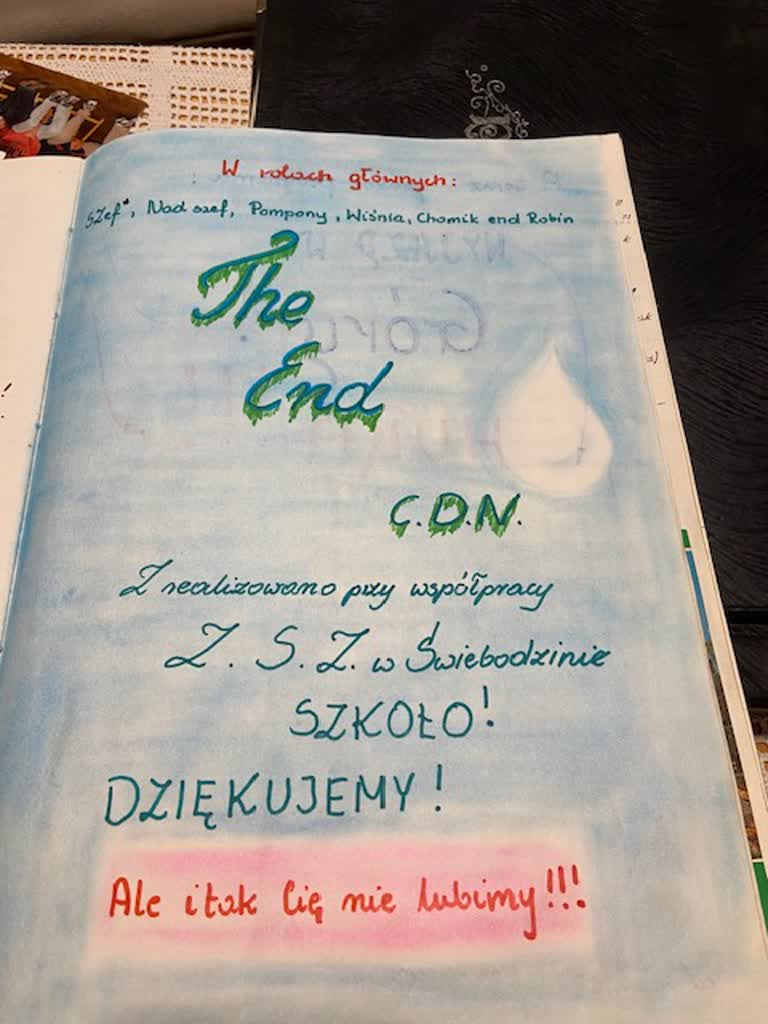 W rolach głównych:
Szef*, Nad szef, Pompony, Wiśnia, Chomik end Robin
The
End
C.D.N.
Z realizowano przy współpracy
Z. S. Z. w Świebodzinie
SZKOŁO!
DZIĘKUJEMY!
Ale i tak Cię nie lubimy!!!